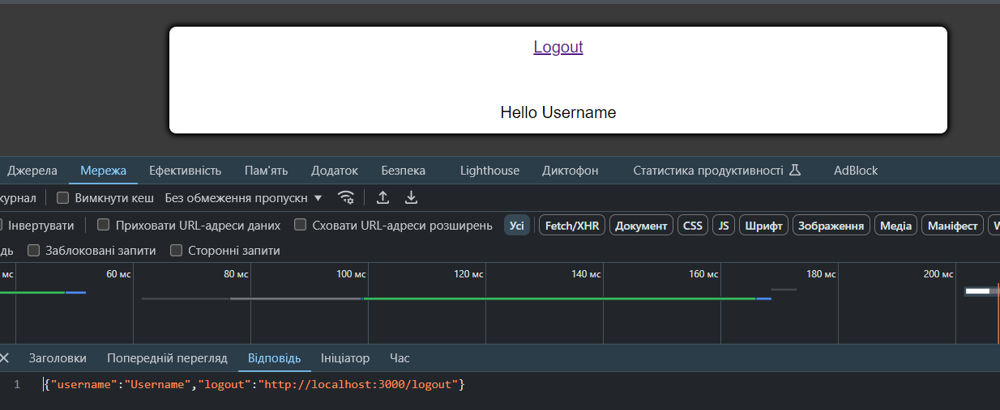 Logout
Hello Username
Джерела Мережа Ефективність Пам'ять Додаток Безпека Lighthouse Диктофон Статистика продуктивності AdBlock
журнал Вимкнути кеш Без обмеження пропускн
Інвертувати Приховати URL-адреси даних Сховати URL-адреси розширень Усі Fetch/XHR Документ CSS JS Шрифт Зображення Медіа Маніфест W
дь Заблоковані запити Сторонні запити
мс 60 мс 80 мс 100 мс 120 мс 140 мс 160 мс 180 мс 200 мс
Заголовки Попередній перегляд Відповідь Ініціатор Час
1 {"username":"Username","logout":"http://localhost:3000/logout"}